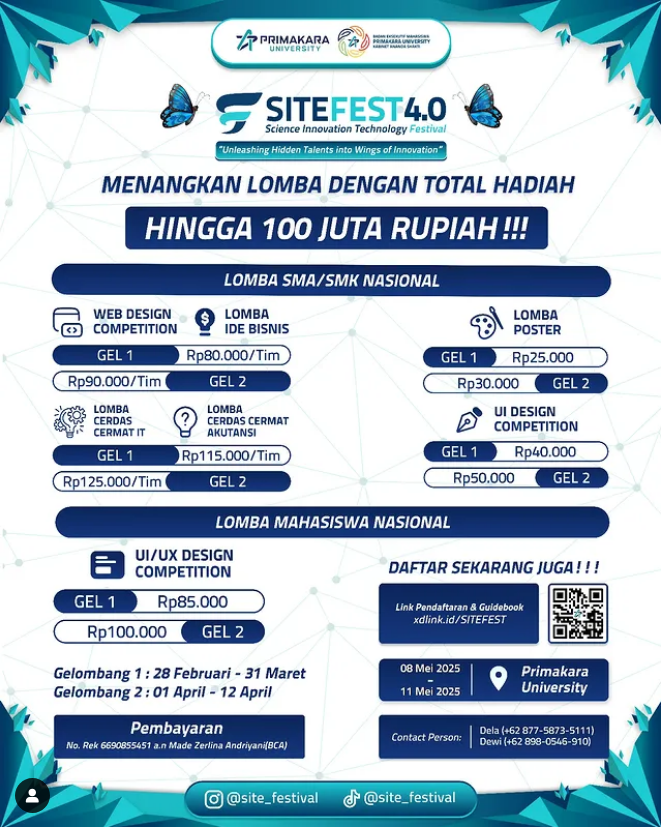 PRIMAKARA
UNIVERSITY
BADAN EKSEKUTIF MAHASISWA
PRIMAKARA UNIVERSITY
SITEFEST 4.0
Science Innovation Technology Festival
"Unleashing Hidden Talents into Wings of Innovation"
MENANGKAN LOMBA DENGAN TOTAL HADIAH
HINGGA 100 JUTA RUPIAH !!!
LOMBA SMA/SMK NASIONAL
WEB DESIGN
COMPETITION
LOMBA
IDE BISNIS
GEL 1 Rp80.000/Tim
Rp90.000/Tim GEL 2
LOMBA
POSTER
GEL 1 Rp25.000
Rp30.000 GEL 2
LOMBA
CERDAS
CERMAT IT
LOMBA
CERDAS CERMAT
AKUTANSI
GEL 1 Rp115.000/Tim
Rp125.000/Tim GEL 2
UI DESIGN
COMPETITION
GEL 1 Rp40.000
Rp50.000 GEL 2
LOMBA MAHASISWA NASIONAL
UI/UX DESIGN
COMPETITION
GEL 1 Rp85.000
Rp100.000 GEL 2
Gelombang 1 : 28 Februari - 31 Maret
Gelombang 2 : 01 April - 12 April
Pembayaran
No. Rek 6690855451 a.n Made Zerlina Andriyani(BCA)
DAFTAR SEKARANG JUGA!!!
Link Pendaftaran & Guidebook
xdlink.id/SITEFEST
08 Mei 2025
-
11 Mei 2025
Primakara
University
Contact Person:
Dela (+62 877-5873-5111)
Dewi (+62 898-0546-910)
@site_festival
@site_festival